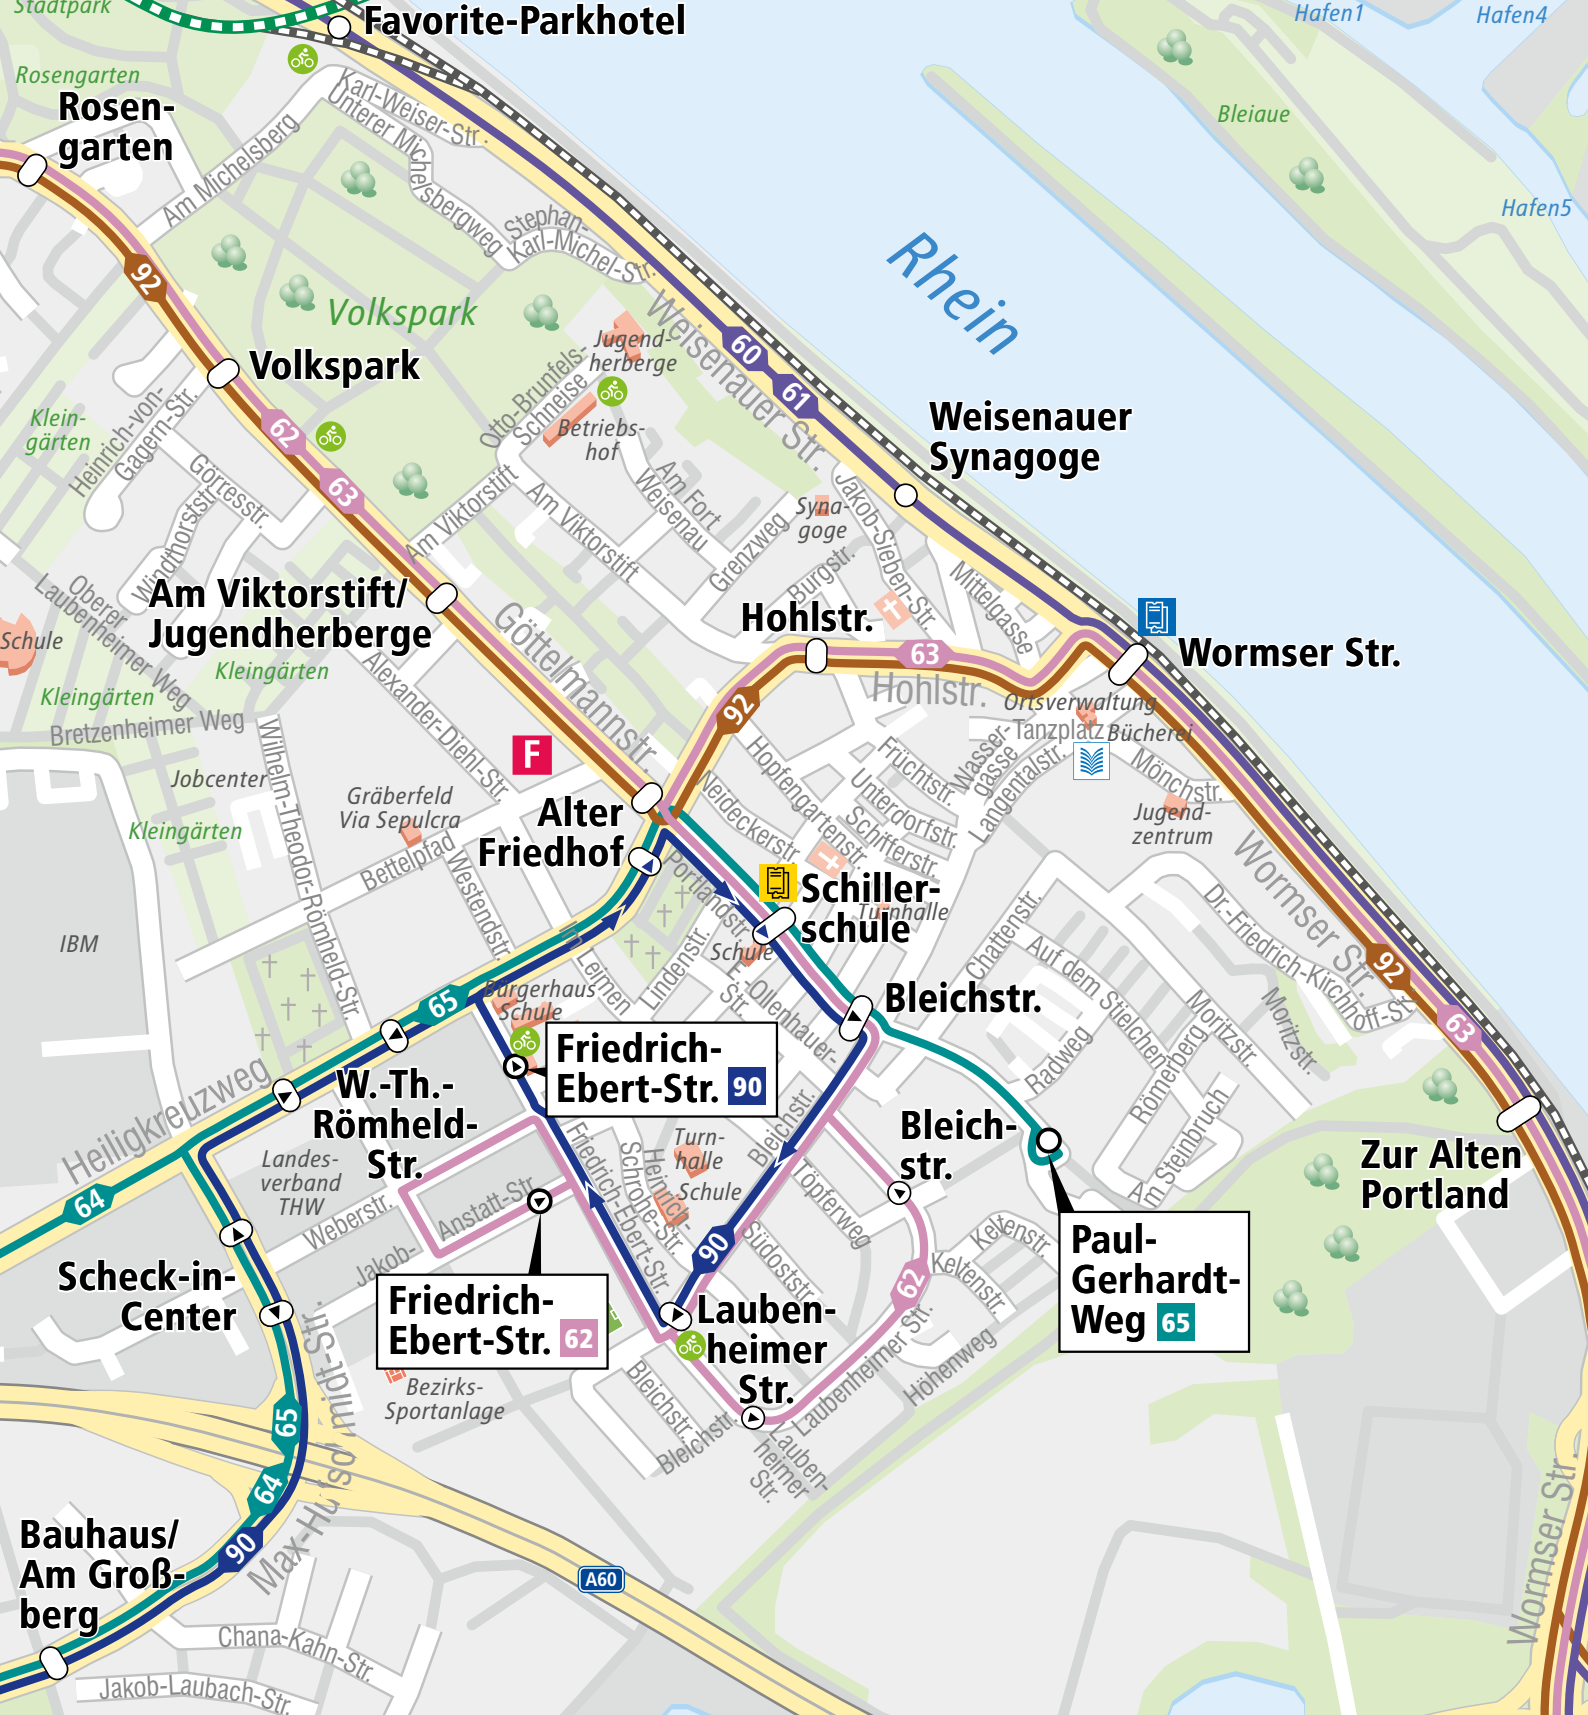 Stadtpark
Favorite-Parkhotel
Hafen1
Hafen4
Rosengarten
Rosen-
garten
Karl-Weiser-Str.
Unterer Michelsbergweg
Am Michelsberg
Bleiaue
Hafen5
Stephan-
Karl-Michel-Str.
Rhein
92
Volkspark
Volkspark
Weisenauer Str.
Jugend-
herberge
60
61
Otto-Brunfels-
Schneise
Betriebs-
hof
Klein-
gärten
Heinrich-von-
Gagern-Str.
62
63
Weisenauer
Synagoge
Görresstr.
Windthorststr.
Am Viktorstift
Am Viktorstift
Am Fort
Weisenau
Grenzweg
Syna-
goge
Jakob-Sieben-Str.
Burgstr.
Mittelgasse
Oberer
Laubenheimer Weg
Am Viktorstift/
Jugendherberge
Schule
Kleingärten
Kleingärten
Göttelmannstr.
Hohlstr.
63
Hohlstr.
Wormser Str.
Ortsverwaltung
Tanzplatz
Bücherei
Bretzenheimer Weg
Alexander-Diehl-Str.
Wilhelm-Theodor-Römheld-Str.
Jobcenter
F
92
Hopfengartenstr.
Früchtstr.
Wasser-
gasse
Langentalstr.
Mönchstr.
Jugend-
zentrum
Gräberfeld
Via Sepulcra
Kleingärten
Bettelpfad
Westendstr.
Alter
Friedhof
Neideckerstr.
Unterdorfstr.
Schifferstr.
Wormser Str.
Portlandstr.
Schiller-
schule
Turnhalle
Schule
IBM
Im Leimen
Lindenstr.
E.-Ollenhauer-
Str.
Chattenstr.
Dr.-Friedrich-Kirchhoff-St.
92
63
Auf dem Stielchen
Moritzstr.
Moritzstr.
Bürgerhaus
Schule
65
Bleichstr.
Friedrich-
Ebert-Str. 90
Radweg
Römerberg
Am Steinbruch
W.-Th.-
Römheld-
Str.
Heiligkreuzweg
Landes-
verband
THW
Turn-
halle
Schule
Bleichstr.
Bleich-
str.
Zur Alten
Portland
64
Weberstr.
Anstatt-Str.
Jakob-
Friedrich-Ebert-Str.
Heinrich-
Schrohe-Str.
Töpferweg
Südoststr.
90
Keltenstr.
Keltenstr.
62
Paul-
Gerhardt-
Weg 65
Scheck-in-
Center
Friedrich-
Ebert-Str. 62
Lauben-
heimer
Str.
Laubenheimer Str.
Höhenweg
Bezirks-
Sportanlage
Bleichstr.
Bleichstr.
Lauben-
heimer
Str.
65
64
90
Bauhaus/
Am Groß-
berg
A60
Chana-Kahn-Str.
Jakob-Laubach-Str.
Wormser Str.